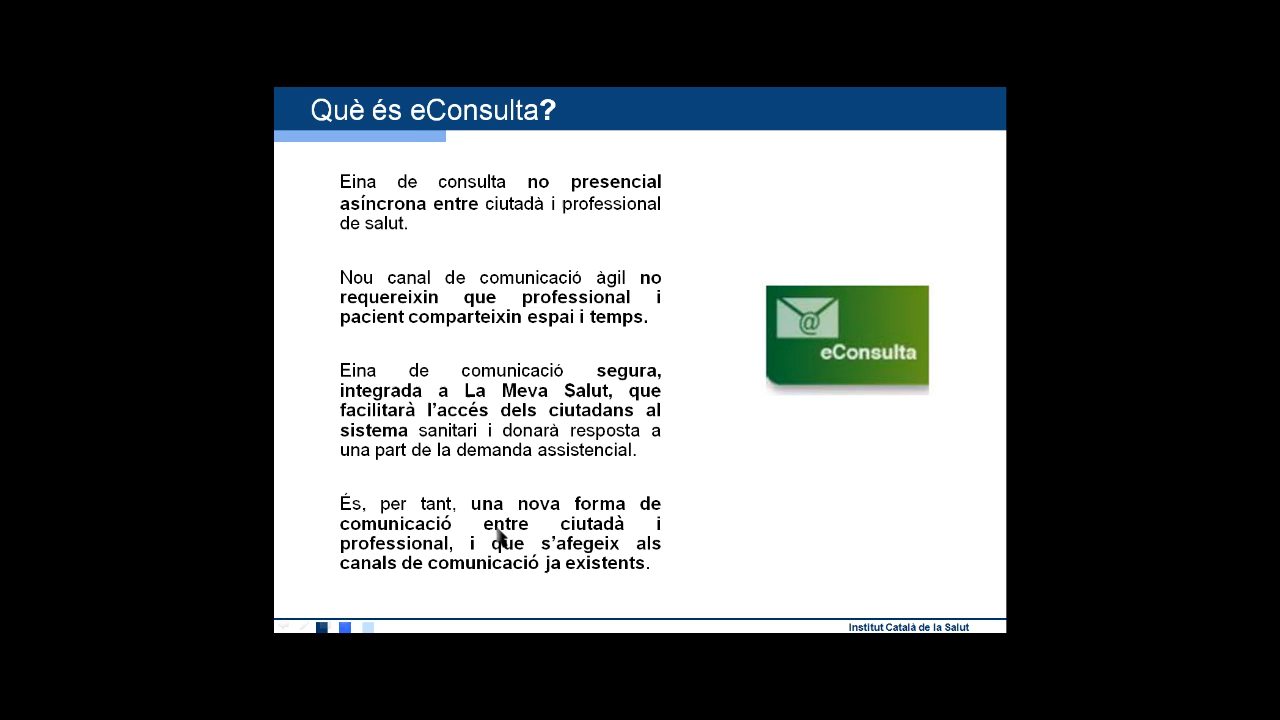 Què és eConsulta?
Eina de consulta no presencial
asíncrona entre ciutadà i professional
de salut.
Nou canal de comunicació àgil no
requereixin que professional i
pacient comparteixin espai i temps.
Eina de comunicació segura,
integrada a La Meva Salut, que
facilitarà l’accés dels ciutadans al
sistema sanitari i donarà resposta a
una part de la demanda assistencial.
És, per tant, una nova forma de
comunicació entre ciutadà i
professional, i que s’afegeix als
canals de comunicació ja existents.
@
eConsulta
Institut Català de la Salut